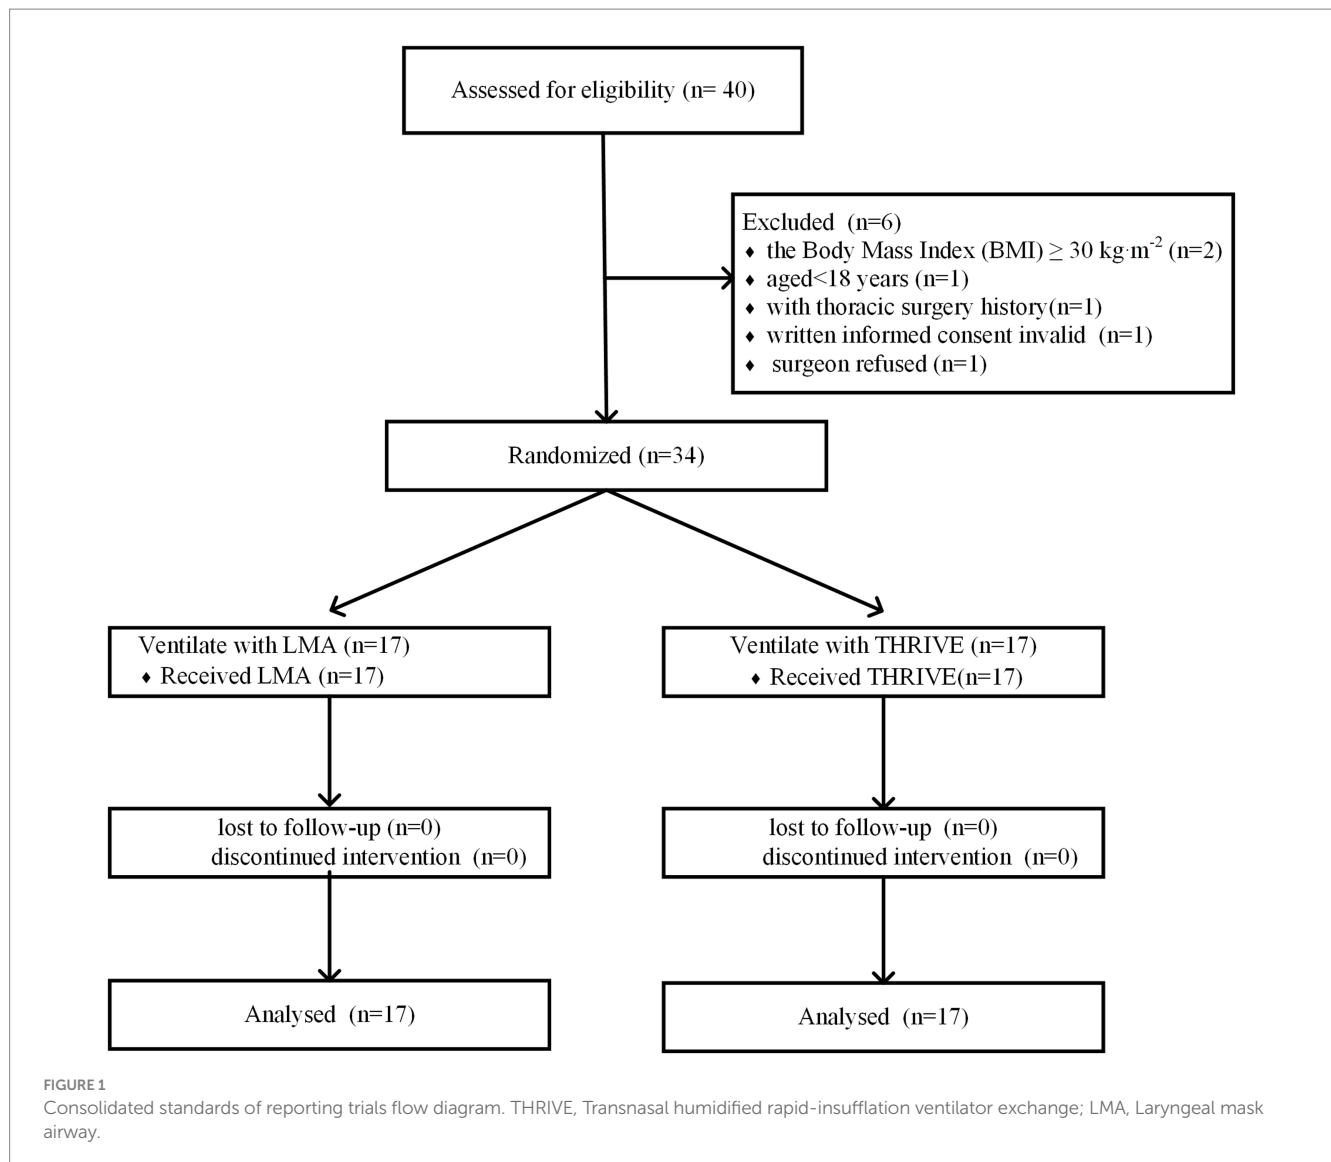 Assessed for eligibility (n= 40)
Excluded (n=6)
♦ the Body Mass Index (BMI) ≥ 30 kg·m⁻² (n=2)
♦ aged<18 years (n=1)
♦ with thoracic surgery history(n=1)
♦ written informed consent invalid (n=1)
♦ surgeon refused (n=1)
Randomized (n=34)
Ventilate with LMA (n=17)
♦ Received LMA (n=17)
Ventilate with THRIVE (n=17)
♦ Received THRIVE(n=17)
lost to follow-up (n=0)
discontinued intervention (n=0)
lost to follow-up (n=0)
discontinued intervention (n=0)
Analysed (n=17)
Analysed (n=17)
FIGURE 1
Consolidated standards of reporting trials flow diagram. THRIVE, Transnasal humidified rapid-insufflation ventilator exchange; LMA, Laryngeal mask
airway.